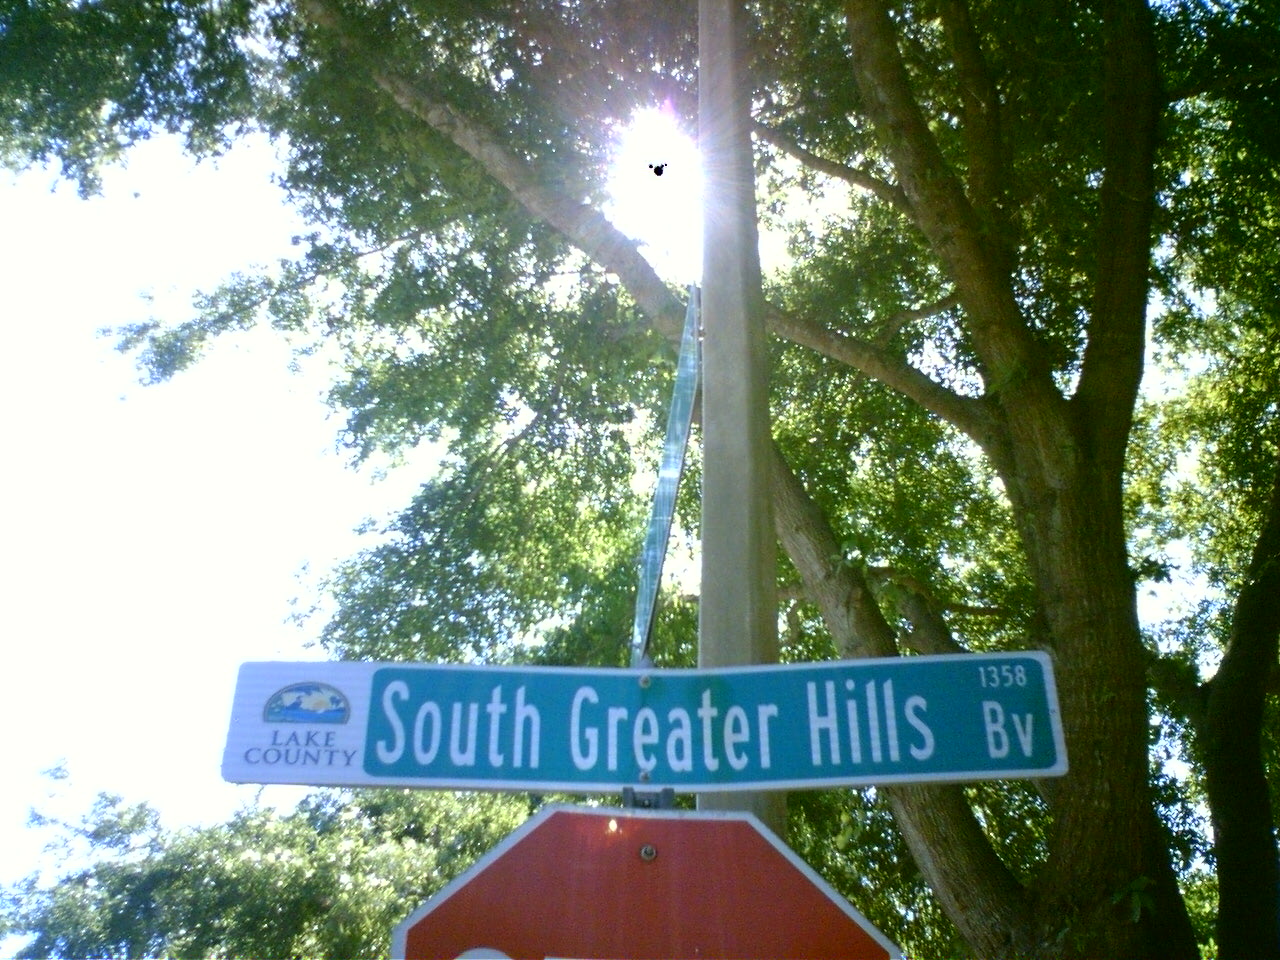 LAKE
COUNTY
South Greater Hills Bv
1358